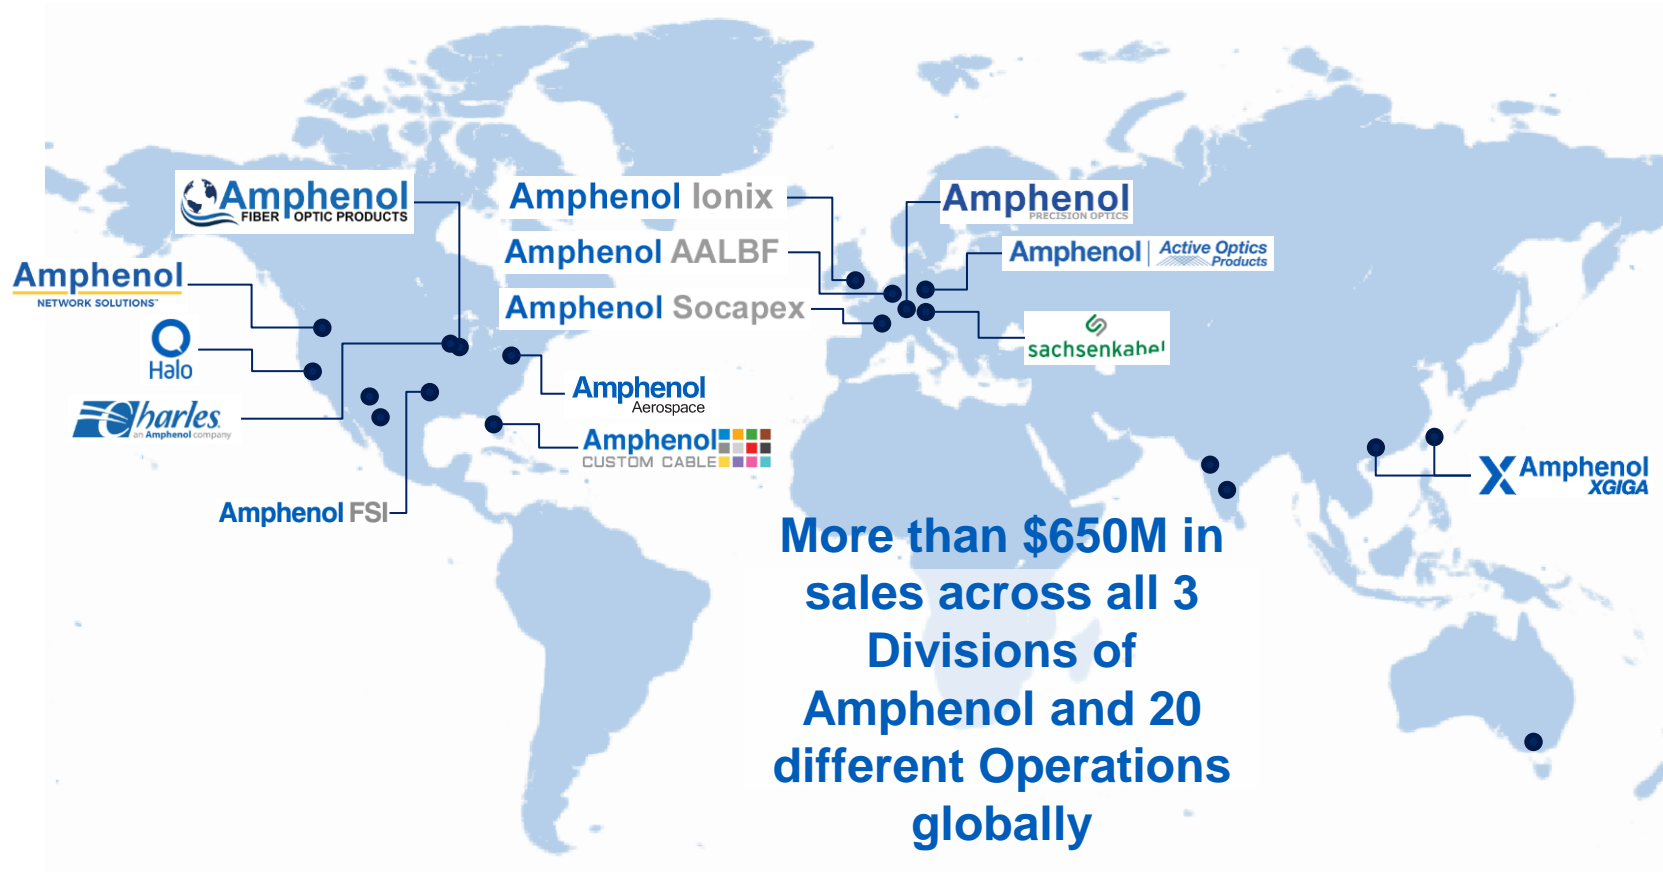 Amphenol
FIBER OPTIC PRODUCTS
Amphenol
NETWORK SOLUTIONS™
Halo
Charles
an Amphenol company
Amphenol FSI
Amphenol Ionix
Amphenol AALBF
Amphenol Socapex
Amphenol
Aerospace
Amphenol
CUSTOM CABLE
Amphenol
PRECISION OPTICS
Amphenol | Active Optics
Products
sachsenkabel
Amphenol
XGIGA
More than $650M in
sales across all 3
Divisions of
Amphenol and 20
different Operations
globally